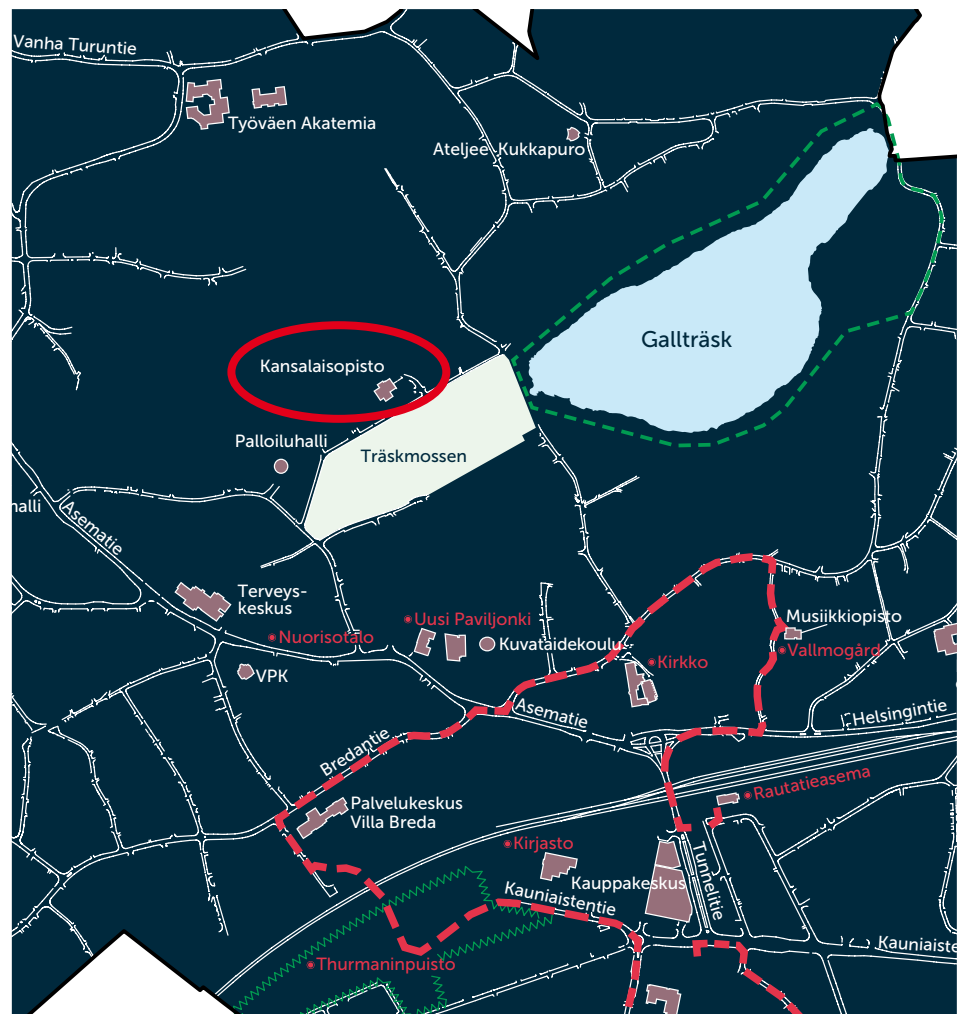 Vanha Turuntie
Työväen Akatemia
Ateljee Kukkapuro
Gallträsk
Kansalaisopisto
Palloiluhalli
Träskmossen
halli
Asematie
Terveys-
keskus
Nuorisotalo
Uusi Paviljonki
Kuvataidekoulu
Musiikkiopisto
Vallmogård
VPK
Kirkko
Asematie
Helsingintie
Bredantie
Rautatieasema
Palvelukeskus
Villa Breda
Kirjasto
Kauppakeskus
Tunnelitie
Kauniaistentie
Kauniaiste
Thurmaninpuisto